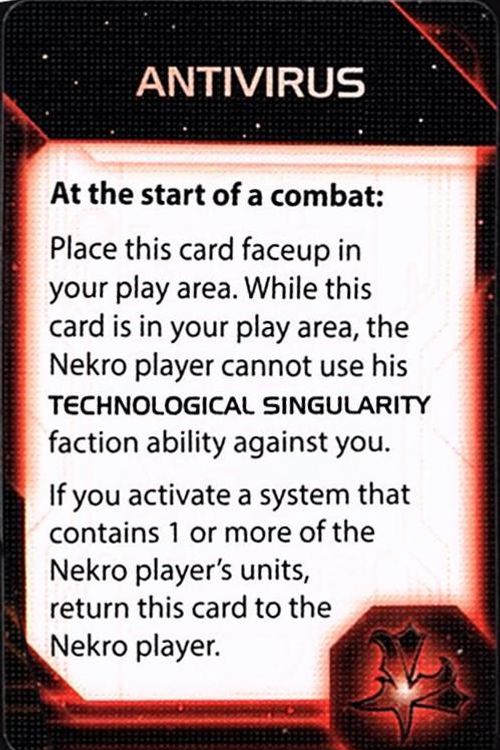 ANTIVIRUS
At the start of a combat:
Place this card faceup in
your play area. While this
card is in your play area, the
Nekro player cannot use his
TECHNOLOGICAL SINGULARITY
faction ability against you.
If you activate a system that
contains 1 or more of the
Nekro player's units,
return this card to the
Nekro player.